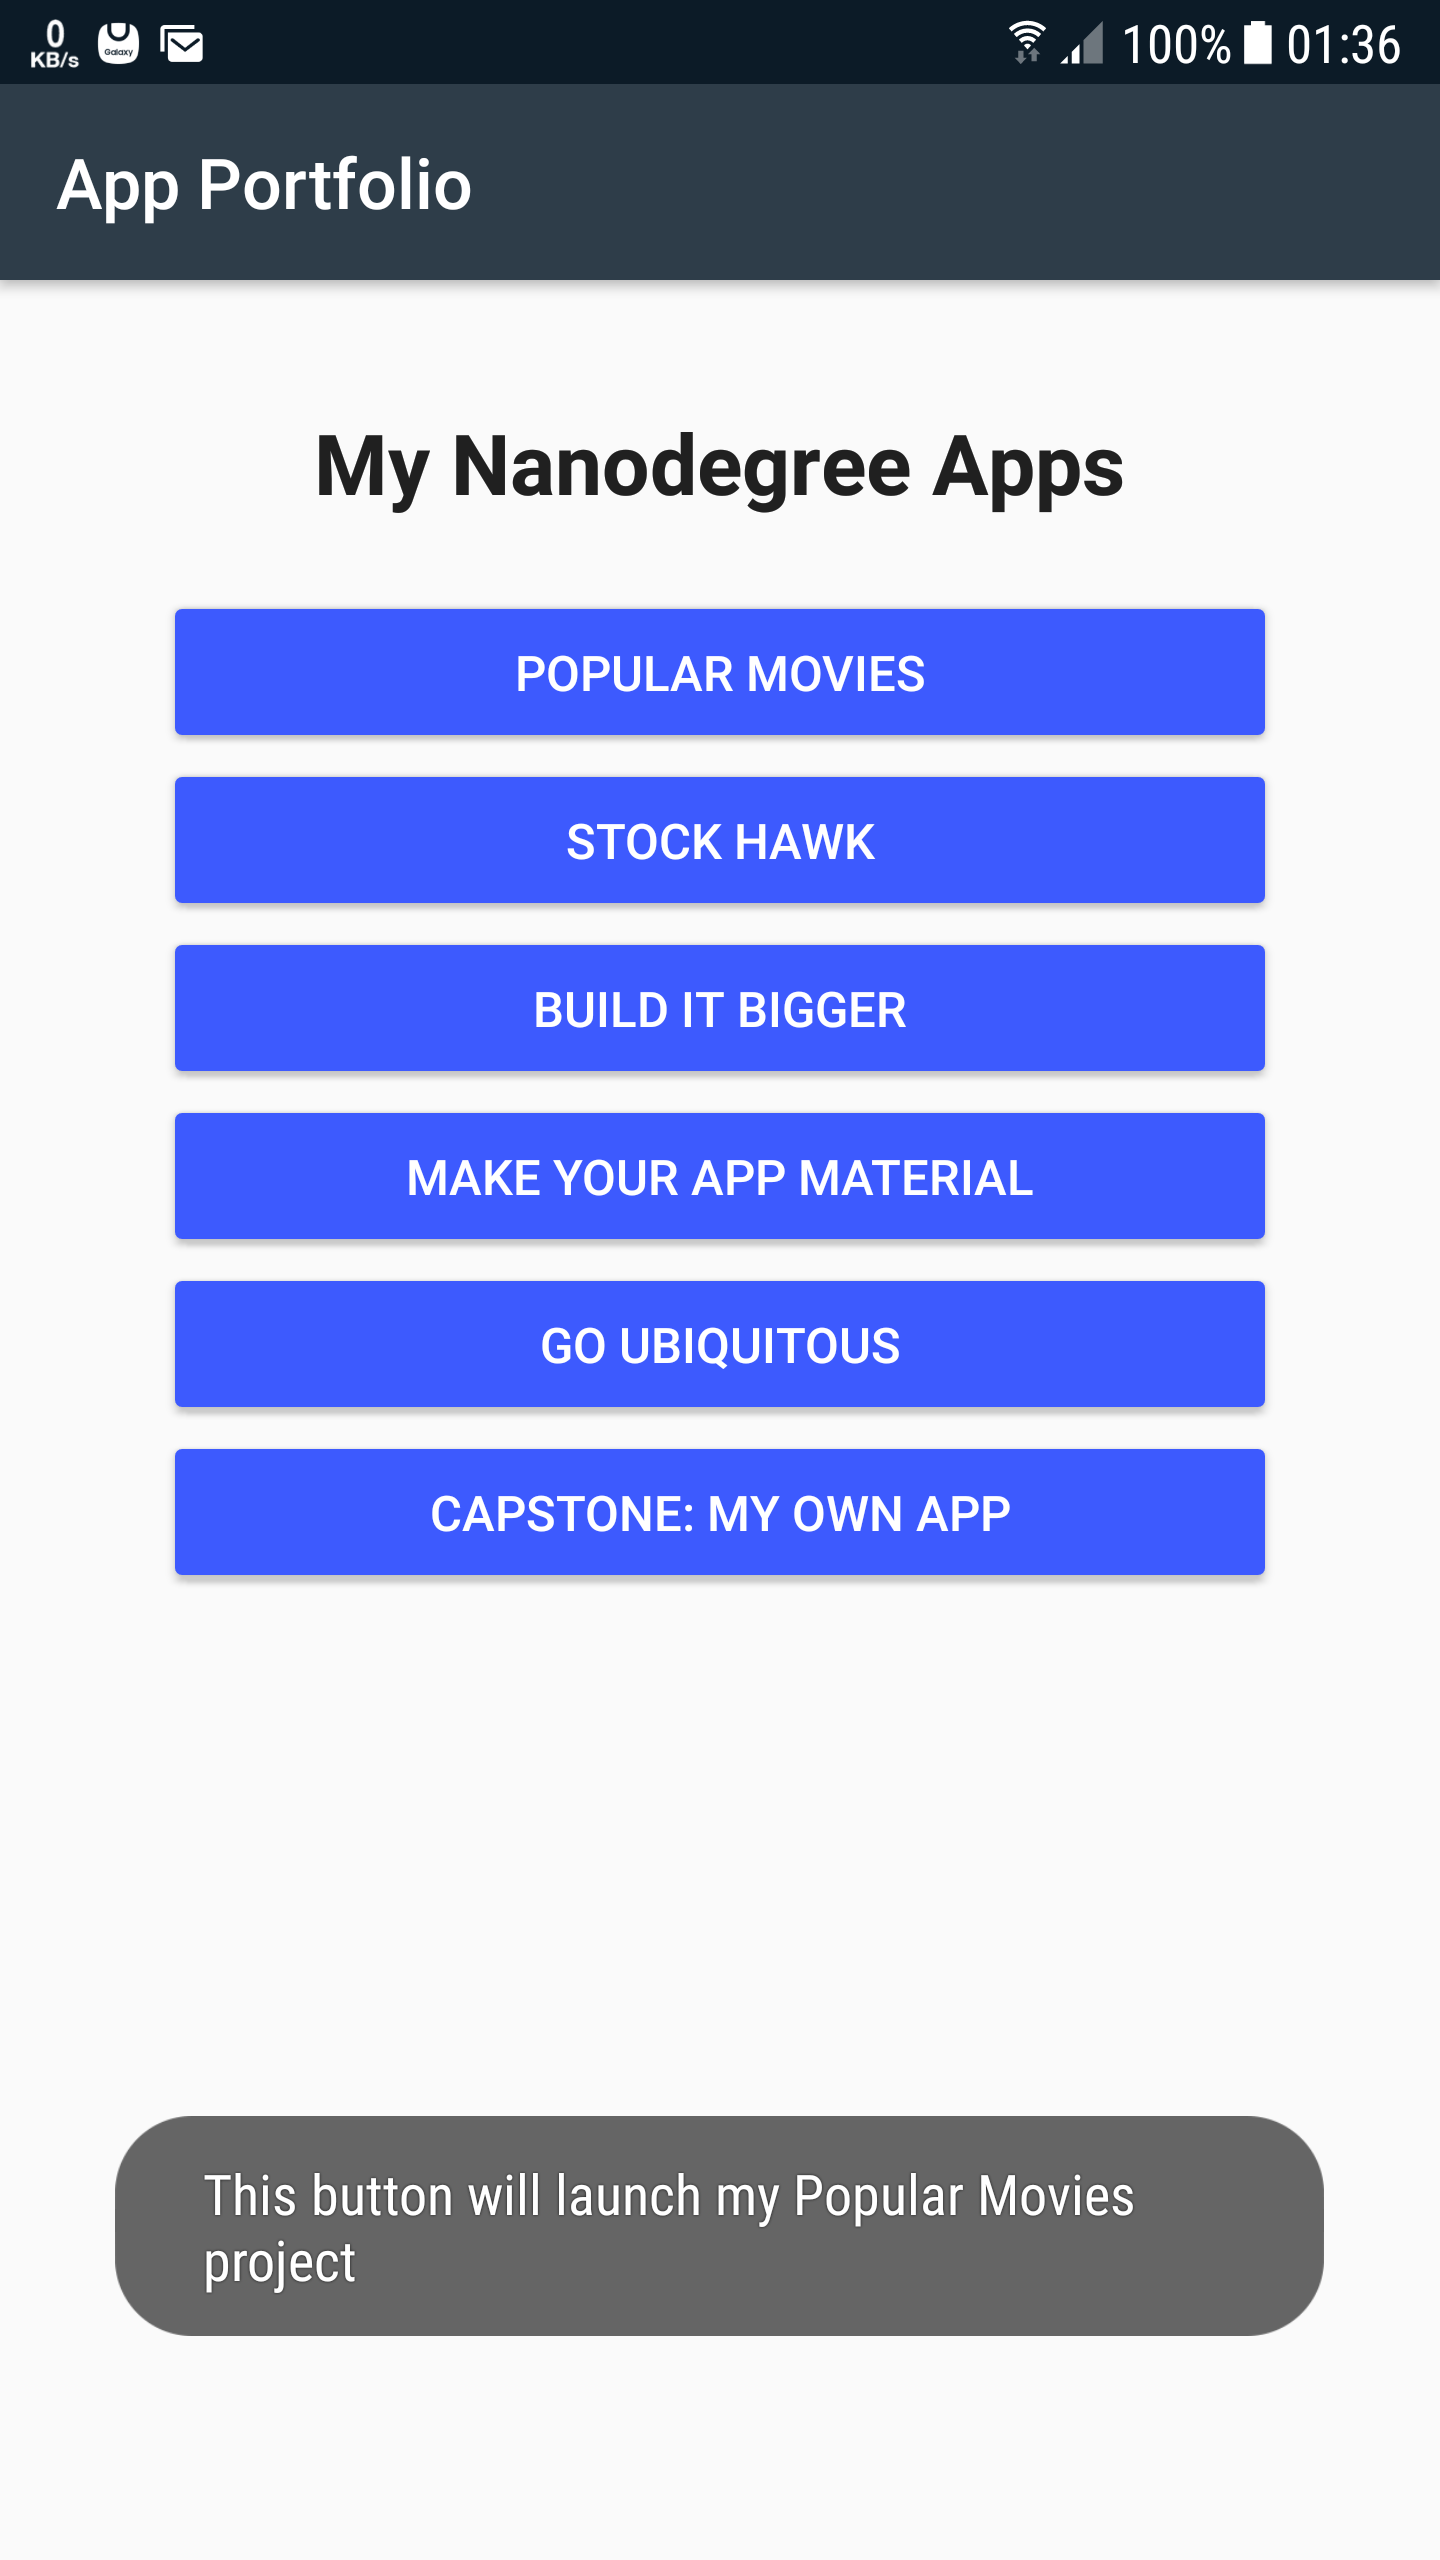 0
KB/s
Galaxy
100% 01:36
App Portfolio
My Nanodegree Apps
POPULAR MOVIES
STOCK HAWK
BUILD IT BIGGER
MAKE YOUR APP MATERIAL
GO UBIQUITOUS
CAPSTONE: MY OWN APP
This button will launch my Popular Movies
project